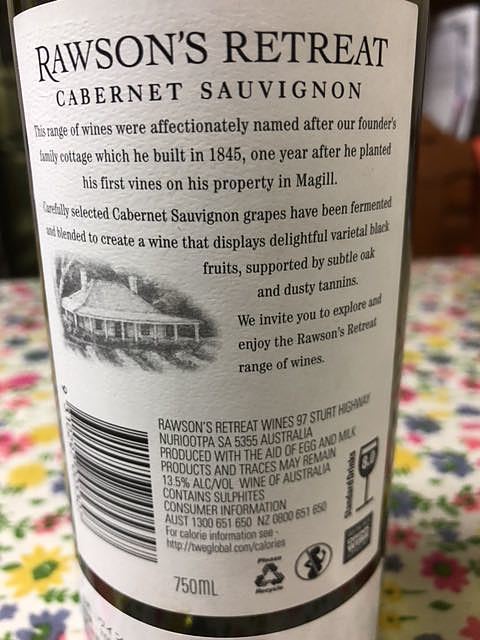 RAWSON'S RETREAT
CABERNET SAUVIGNON
This range of wines were affectionately named after our founder's
family cottage which he built in 1845, one year after he planted
his first vines on his property in Magill.
Carefully selected Cabernet Sauvignon grapes have been fermented
and blended to create a wine that displays delightful varietal black
fruits, supported by subtle oak
and dusty tannins.
We invite you to explore and
enjoy the Rawson's Retreat
range of wines.
RAWSON'S RETREAT WINES 97 STURT HIGHWAY
NURIOOTPA SA 5355 AUSTRALIA
PRODUCED WITH THE AID OF EGG AND MILK
PRODUCTS AND TRACES MAY REMAIN
13.5% ALC/VOL WINE OF AUSTRALIA
CONTAINS SULPHITES
CONSUMER INFORMATION
AUST 1300 651 650 NZ 0800 651 650
For calorie information see -
http://tweglobal.com/calories
Standard Drinks
8.0
Please
Recycle
750mL